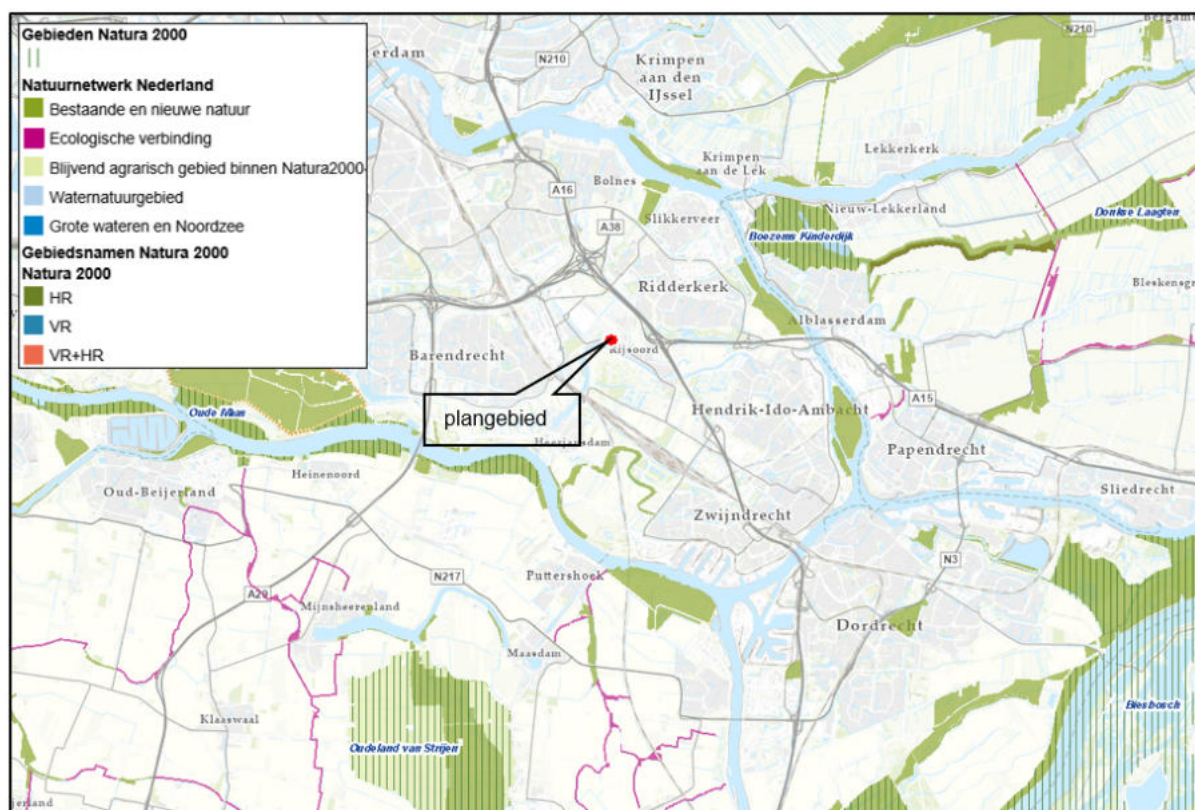 Gebieden Natura 2000
Natuurnetwerk Nederland
Bestaande en nieuwe natuur
Ecologische verbinding
Blijvend agrarisch gebied binnen Natura2000
Waternatuurgebied
Grote wateren en Noordzee
Gebiedsnamen Natura 2000
Natura 2000
HR
VR
VR+HR
erdam
N210
Krimpen
aan den
IJssel
N210
Bergam
Lekkerkerk
Krimpen
aan de Lek
Bolnes
A16
Slikkerveer
Nieuw-Lekkerland
Donkse Laagten
A38
Boezems Kinderdijk
Ridderkerk
Bleskensgr
Alblasserdam
Rijsoord
Barendrecht
plangebied
Hendrik-Ido-Ambacht
A15
Oude Maas
Heerjansdam
Papendrecht
Heinenoord
Oud-Beijerland
Sliedrecht
Zwijndrecht
N3
N217
Puttershoek
A29
Mijnsheerenland
Dordrecht
Maasdam
Biesbosch
Klaaswaal
Oudeland van Strijen
ijerland